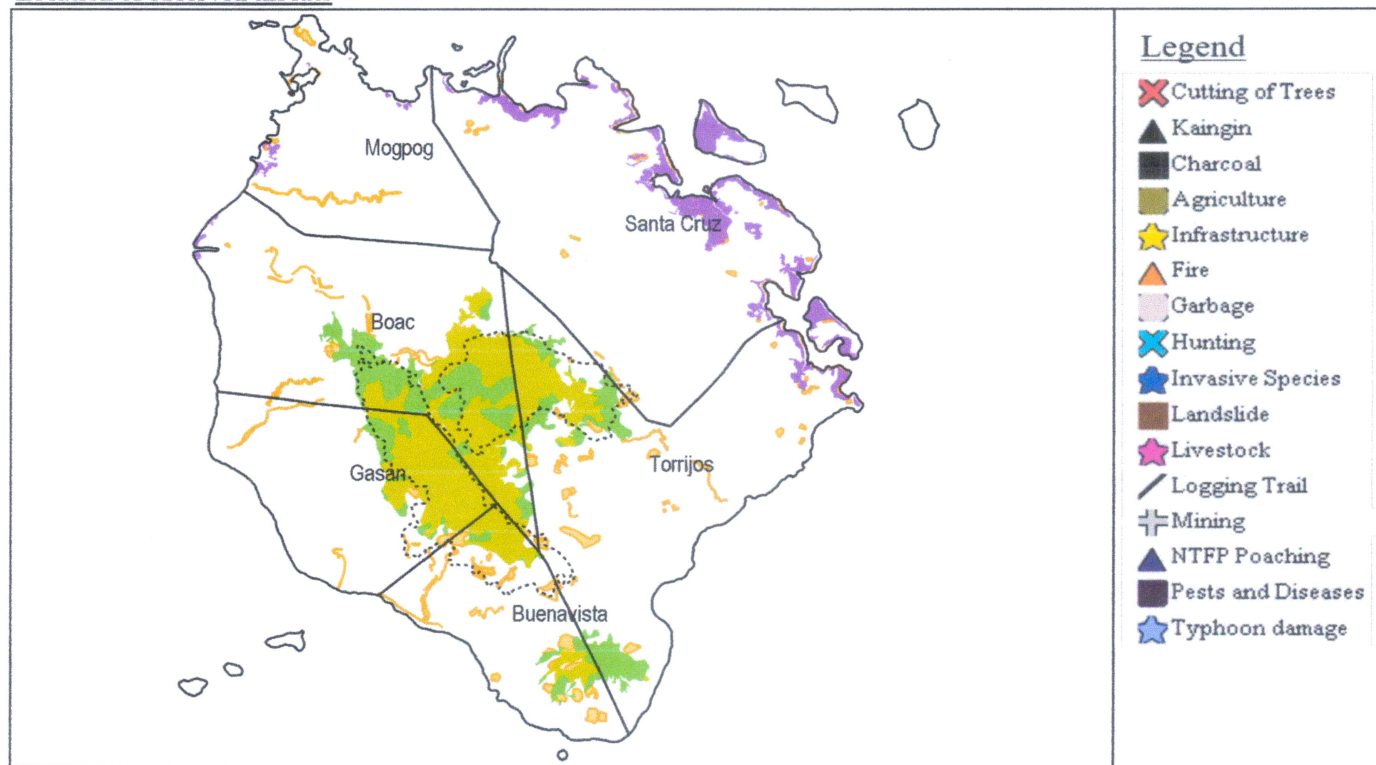 Legend
Cutting of Trees
Kaingin
Charcoal
Agriculture
Infrastructure
Fire
Garbage
Hunting
Invasive Species
Landslide
Livestock
Logging Trail
Mining
NTFP Poaching
Pests and Diseases
Typhoon damage
Mogpog
Santa Cruz
Boac
Gasan
Torrijos
Buenavista